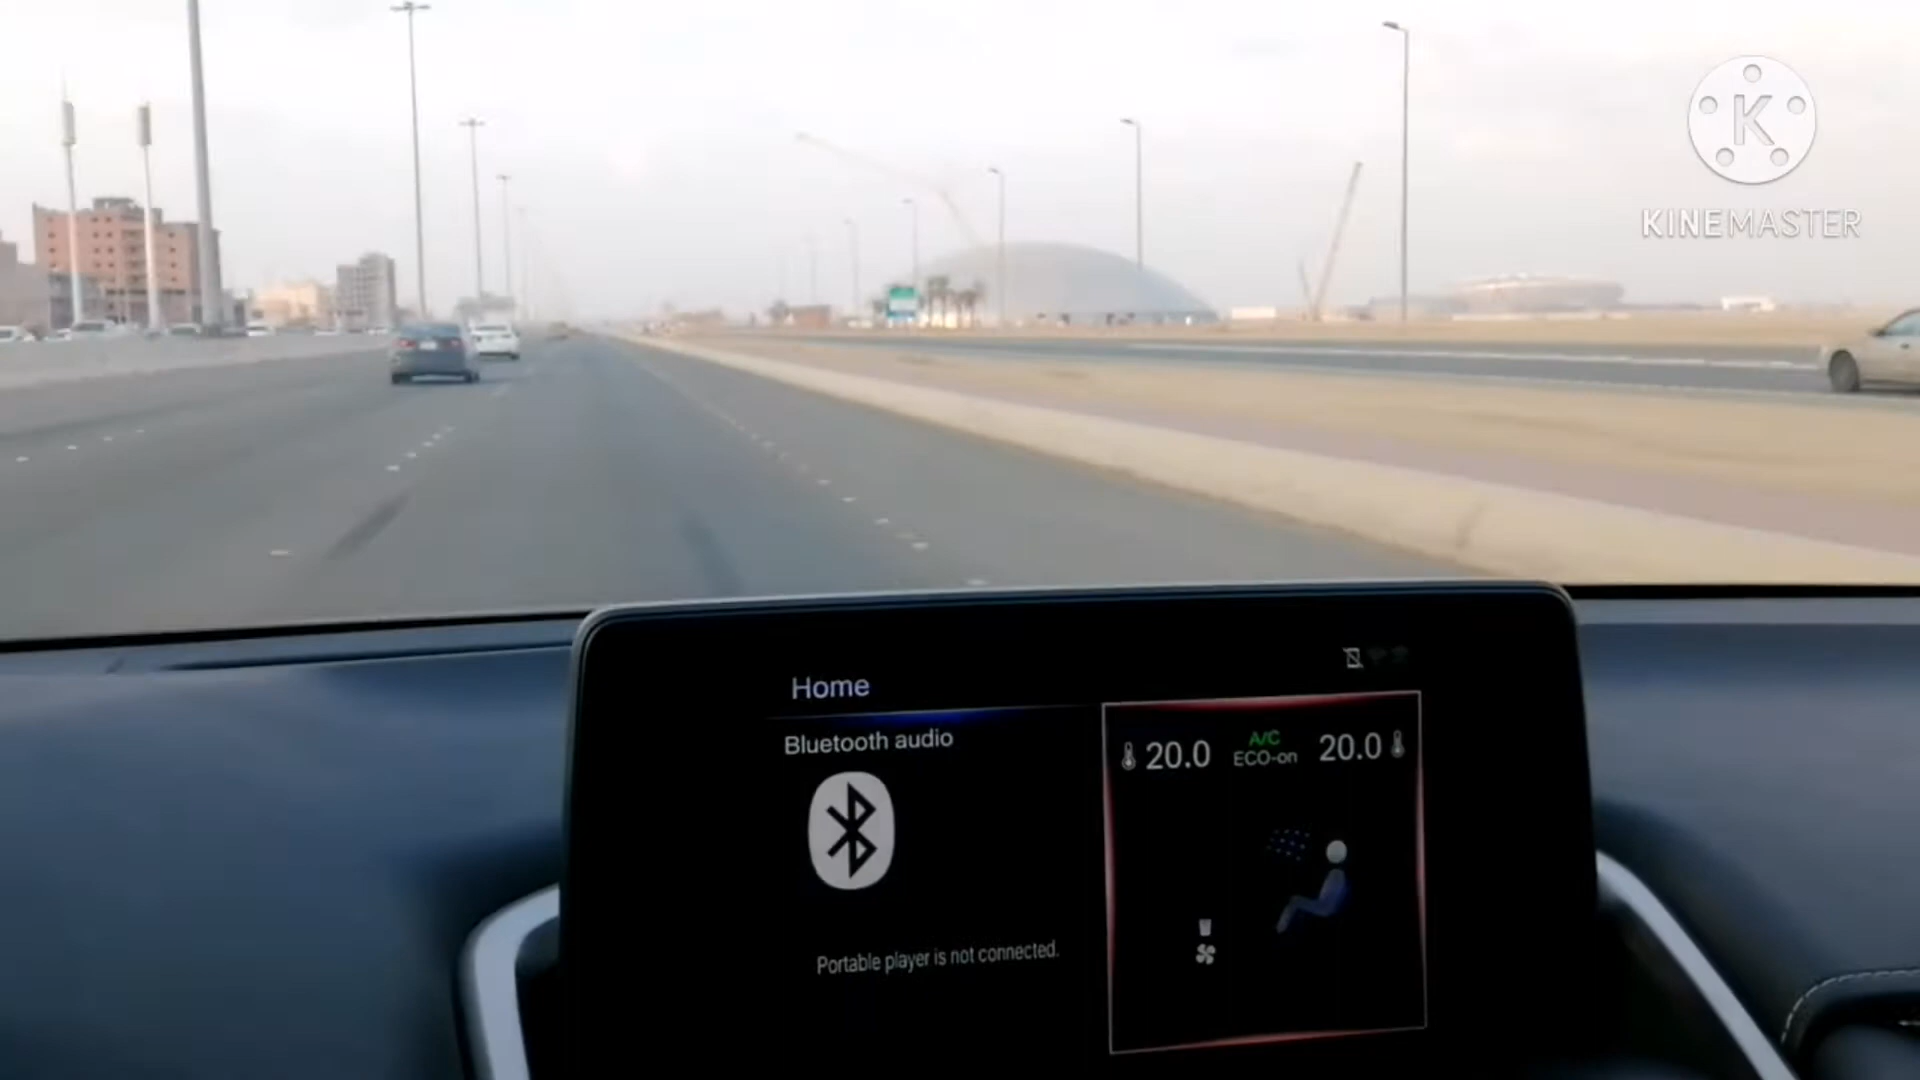 K
KINEMASTER
Home
Bluetooth audio
20.0
A/C
ECO-on
20.0
Portable player is not connected.